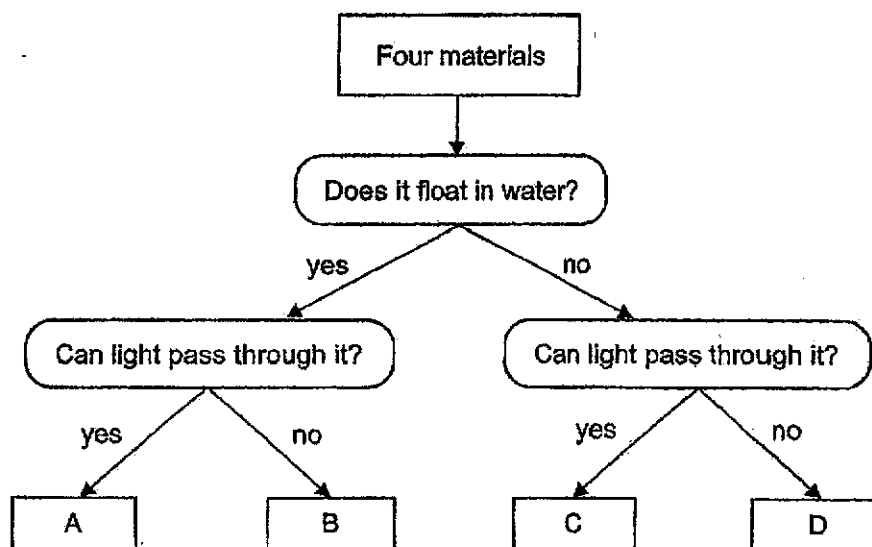 Four materials
Does it float in water?
yes
no
Can light pass through it?
Can light pass through it?
yes
no
yes
no
A
B
C
D